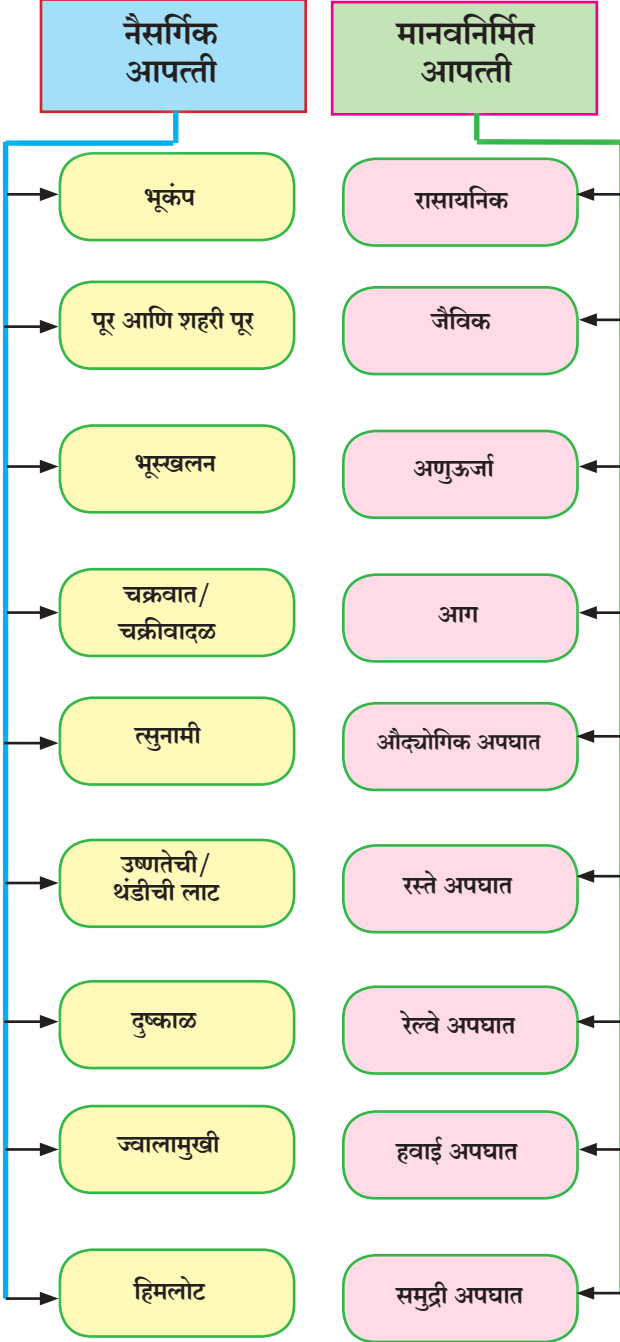 नैसर्गिक
आपत्ती
भूकंप
पूर आणि शहरी पूर
भूस्खलन
चक्रवात/
चक्रीवादळ
त्सुनामी
उष्णतेची/
थंडीची लाट
दुष्काळ
ज्वालामुखी
हिमलोट
मानवनिर्मित
आपत्ती
रासायनिक
जैविक
अणुऊर्जा
आग
औद्योगिक अपघात
रस्ते अपघात
रेल्वे अपघात
हवाई अपघात
समुद्री अपघात